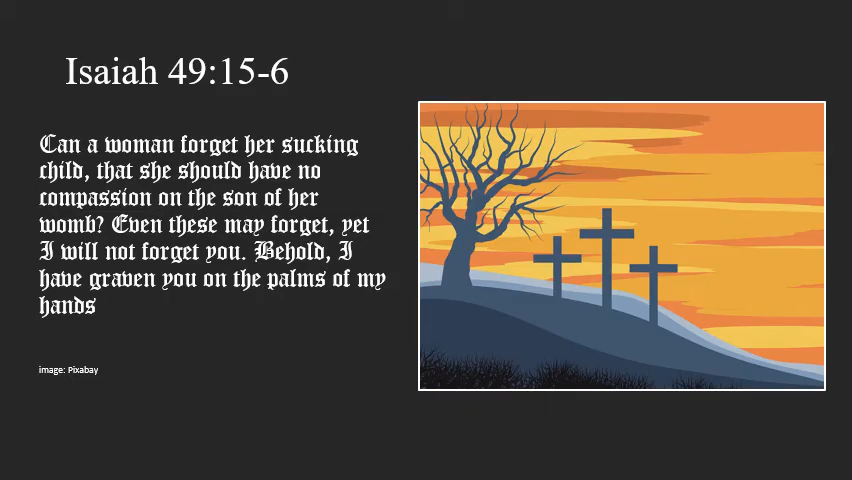 Isaiah 49:15-6
Can a woman forget her sucking
child, that she should have no
compassion on the son of her
womb? Even these may forget, yet
I will not forget you. Behold, I
have graven you on the palms of my
hands
image: Pixabay